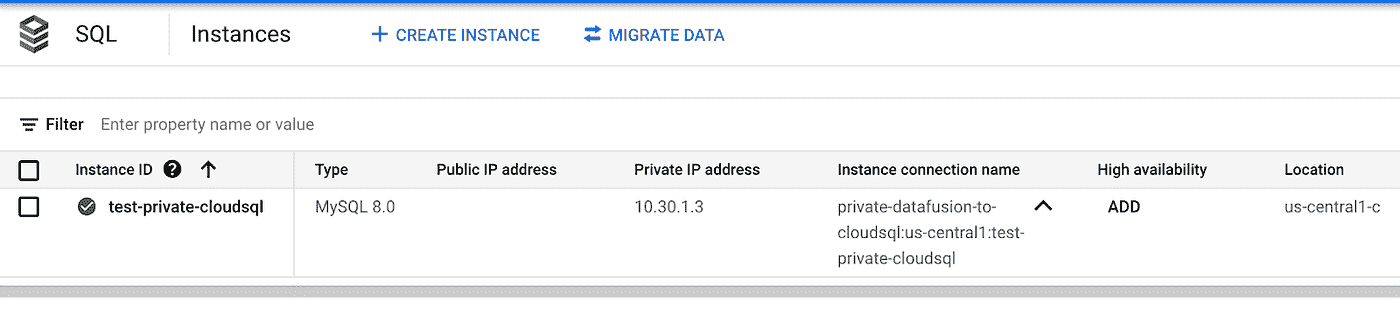 SQL Instances CREATE INSTANCE MIGRATE DATA
Filter Enter property name or value
Instance ID Type Public IP address Private IP address Instance connection name High availability Location
test-private-cloudsql MySQL 8.0 10.30.1.3 private-datafusion-to- ADD us-central1-c
cloudsql:us-central1:test-
private-cloudsql